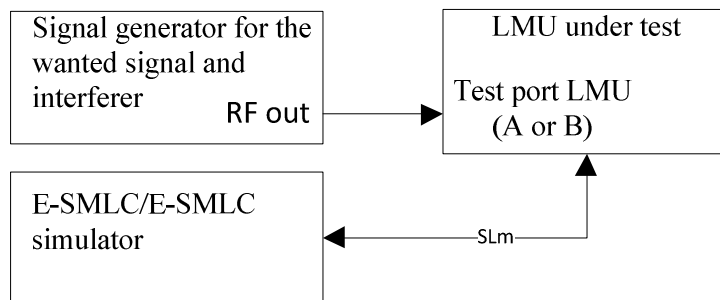 Signal generator for the
wanted signal and
interferer
RF out
LMU under test
Test port LMU
(A or B)
E-SMLC/E-SMLC
simulator
SLm